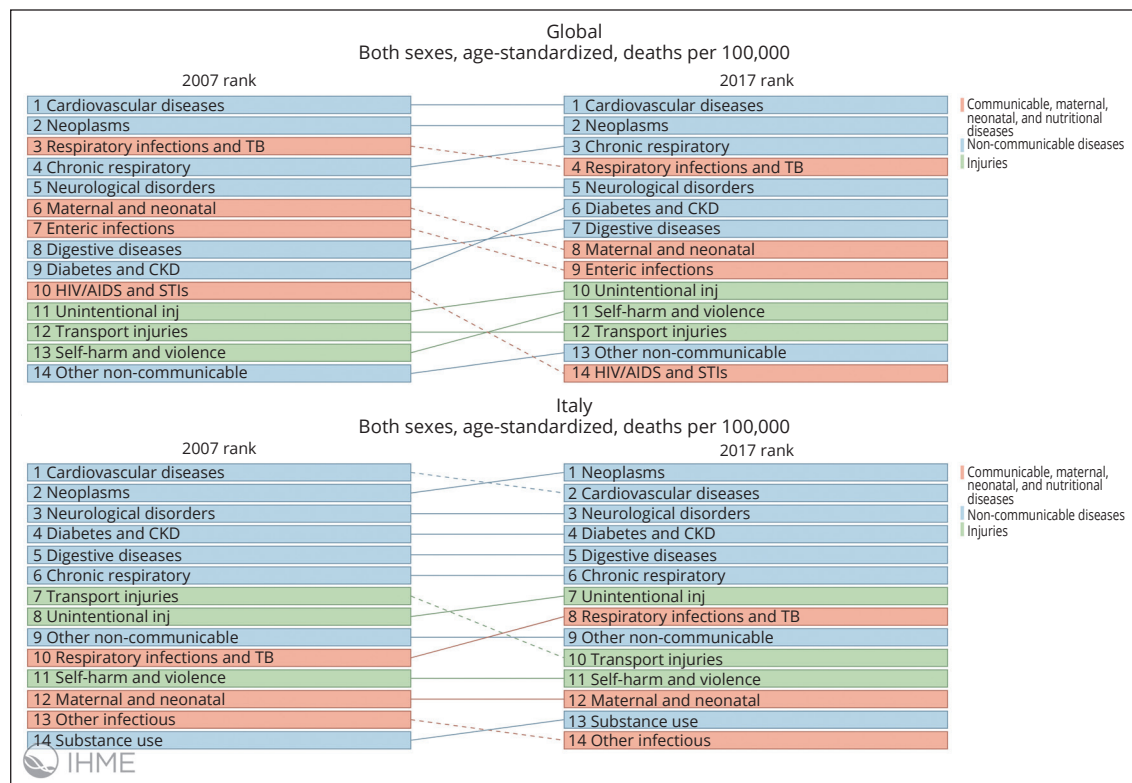 Global
Both sexes, age-standardized, deaths per 100,000
2007 rank
1 Cardiovascular diseases
2 Neoplasms
3 Respiratory infections and TB
4 Chronic respiratory
5 Neurological disorders
6 Maternal and neonatal
7 Enteric infections
8 Digestive diseases
9 Diabetes and CKD
10 HIV/AIDS and STIs
11 Unintentional inj
12 Transport injuries
13 Self-harm and violence
14 Other non-communicable
2017 rank
1 Cardiovascular diseases
2 Neoplasms
3 Chronic respiratory
4 Respiratory infections and TB
5 Neurological disorders
6 Diabetes and CKD
7 Digestive diseases
8 Maternal and neonatal
9 Enteric infections
10 Unintentional inj
11 Self-harm and violence
12 Transport injuries
13 Other non-communicable
14 HIV/AIDS and STIs
Communicable, maternal,
neonatal, and nutritional
diseases
Non-communicable diseases
Injuries
Italy
Both sexes, age-standardized, deaths per 100,000
2007 rank
1 Cardiovascular diseases
2 Neoplasms
3 Neurological disorders
4 Diabetes and CKD
5 Digestive diseases
6 Chronic respiratory
7 Transport injuries
8 Unintentional inj
9 Other non-communicable
10 Respiratory infections and TB
11 Self-harm and violence
12 Maternal and neonatal
13 Other infectious
14 Substance use
2017 rank
1 Neoplasms
2 Cardiovascular diseases
3 Neurological disorders
4 Diabetes and CKD
5 Digestive diseases
6 Chronic respiratory
7 Unintentional inj
8 Respiratory infections and TB
9 Other non-communicable
10 Transport injuries
11 Self-harm and violence
12 Maternal and neonatal
13 Substance use
14 Other infectious
Communicable, maternal,
neonatal, and nutritional
diseases
Non-communicable diseases
Injuries
IHME